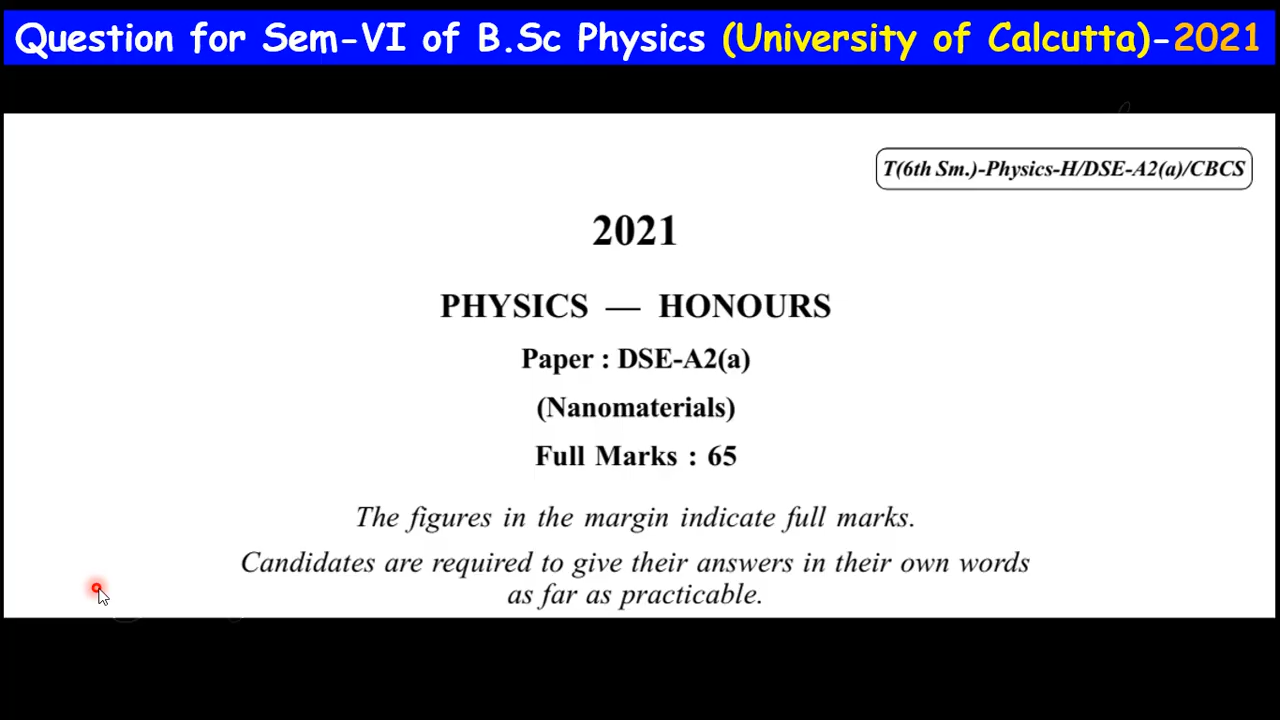 Question for Sem-VI of B.Sc Physics (University of Calcutta)-2021
T(6th Sm.)-Physics-H/DSE-A2(a)/CBCS
2021
PHYSICS — HONOURS
Paper : DSE-A2(a)
(Nanomaterials)
Full Marks : 65
The figures in the margin indicate full marks.
Candidates are required to give their answers in their own words
as far as practicable.